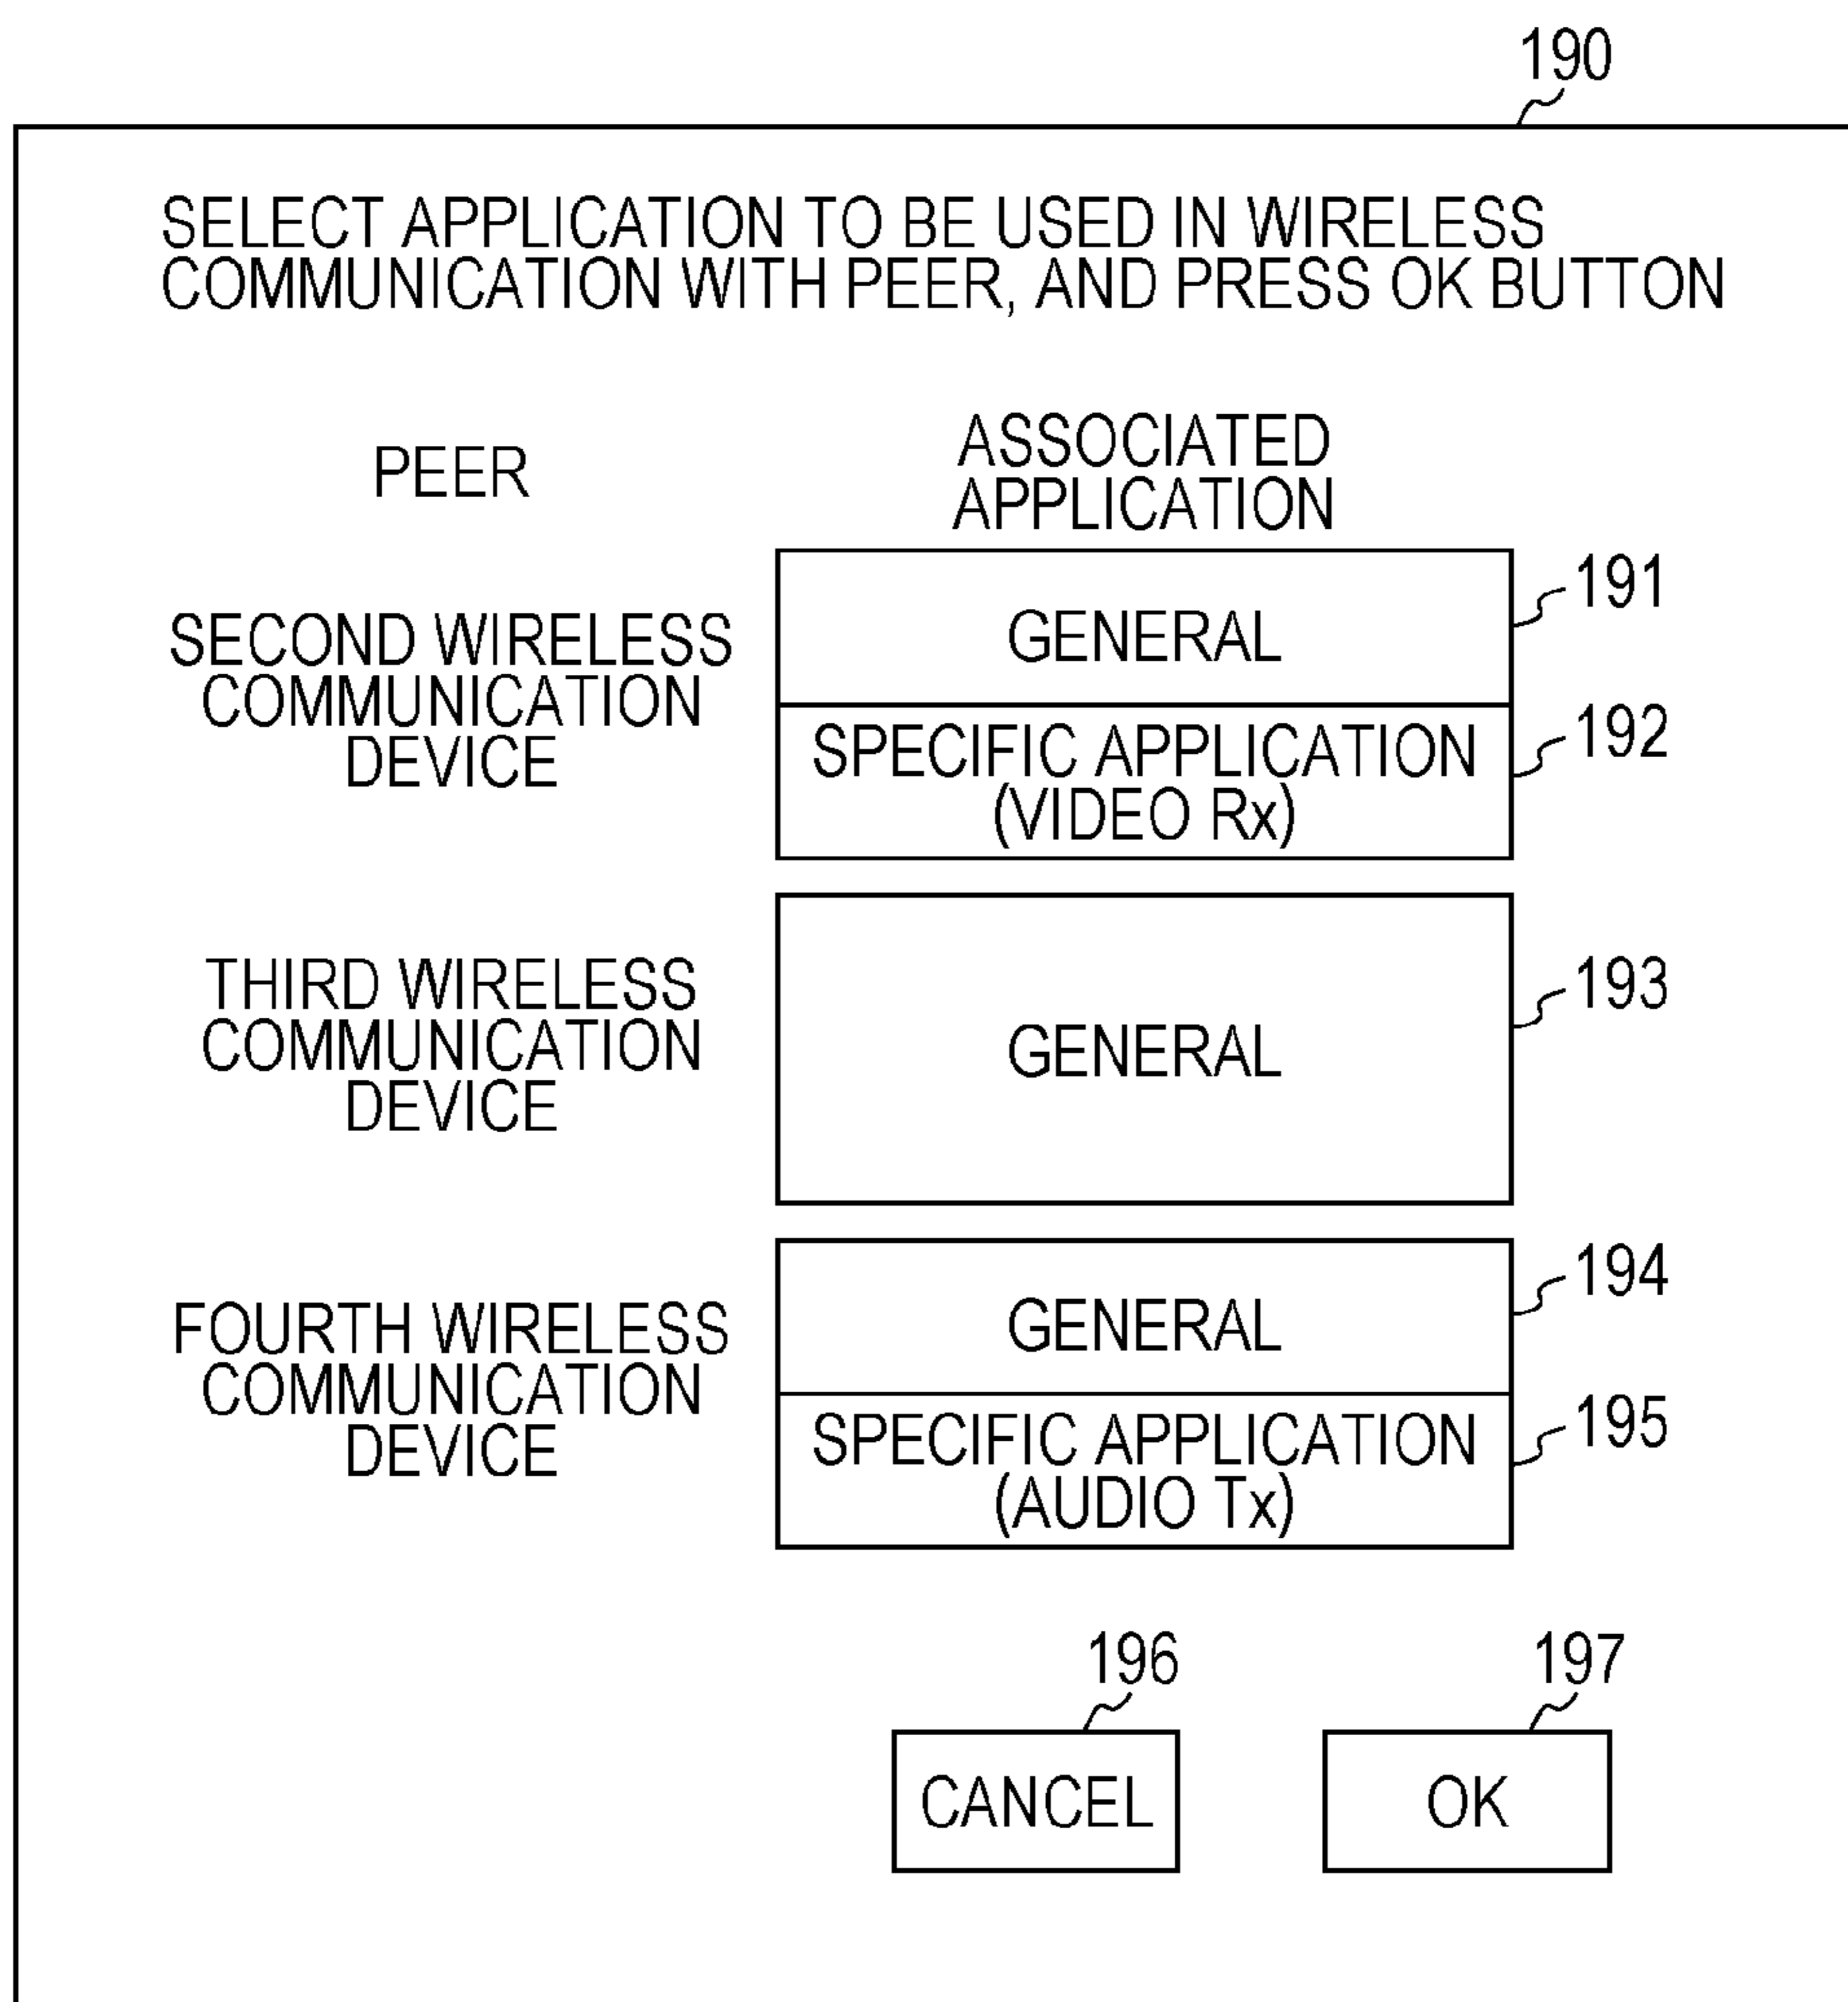 190
SELECT APPLICATION TO BE USED IN WIRELESS
COMMUNICATION WITH PEER, AND PRESS OK BUTTON
PEER
ASSOCIATED
APPLICATION
SECOND WIRELESS
COMMUNICATION
DEVICE
GENERAL
191
SPECIFIC APPLICATION
(VIDEO Rx)
192
THIRD WIRELESS
COMMUNICATION
DEVICE
GENERAL
193
FOURTH WIRELESS
COMMUNICATION
DEVICE
GENERAL
194
SPECIFIC APPLICATION
(AUDIO Tx)
195
196
CANCEL
197
OK